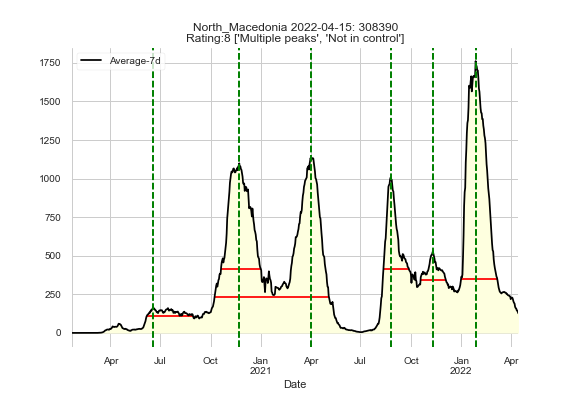 North_Macedonia 2022-04-15: 308390
Rating:8 ['Multiple peaks', 'Not in control']
Average-7d
1750
1500
1250
1000
750
500
250
0
Apr Jul Oct Jan Apr Jul Oct Jan Apr
2021 2022
Date